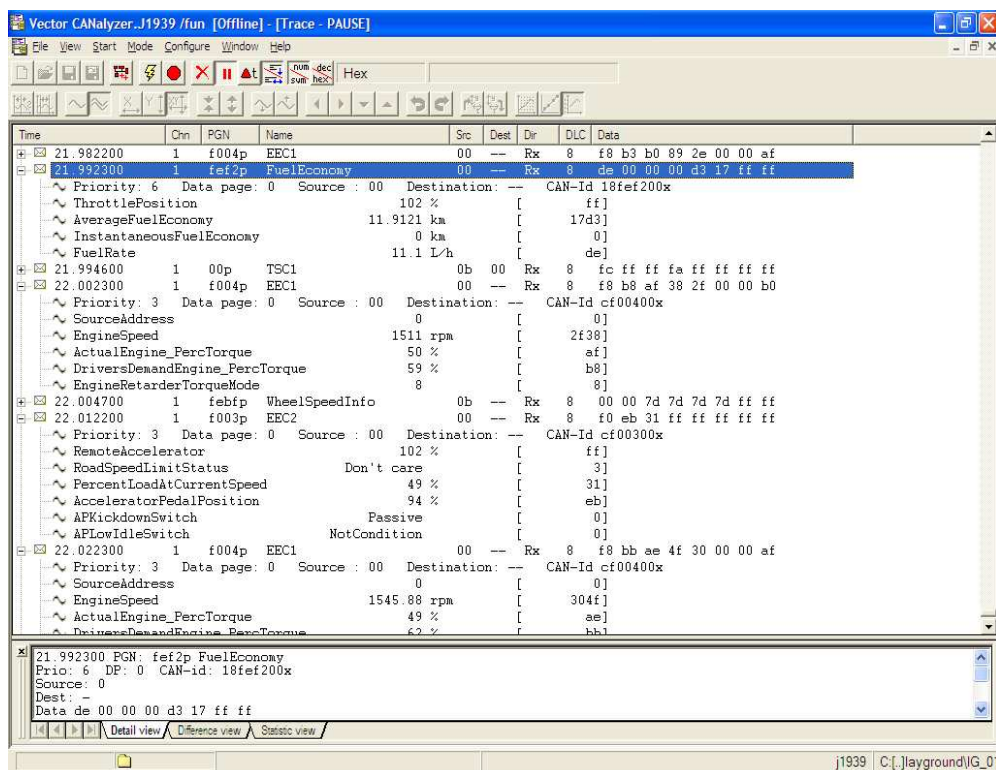 Vector CANalyzer..J1939 /fun [Offline] - [Trace - PAUSE]
File View Start Mode Configure Window Help
num sum dec hex Hex
Time Chn PGN Name Src Dest Dir DLC Data
21.982200 1 f004p EEC1 00 -- Rx 8 f8 b3 b0 89 2e 00 00 af
21.992300 1 fef2p FuelEconomy 00 -- Rx 8 de 00 00 00 d3 17 ff ff
Priority: 6 Data page: 0 Source : 00 Destination: -- CAN-Id 18fef200x
ThrottlePosition 102 % [ ff]
AverageFuelEconomy 11.9121 km [ 17d3]
InstantaneousFuelEconomy 0 km [ 0]
FuelRate 11.1 L/h [ de]
21.994600 1 00p TSC1 0b 00 Rx 8 fc ff ff fa ff ff ff ff
22.002300 1 f004p EEC1 00 -- Rx 8 f8 b8 af 38 2f 00 00 b0
Priority: 3 Data page: 0 Source : 00 Destination: -- CAN-Id cf00400x
SourceAddress 0 [ 0]
EngineSpeed 1511 rpm [ 2f38]
ActualEngine_PercTorque 50 % [ af]
DriversDemandEngine_PercTorque 59 % [ b8]
EngineRetarderTorqueMode 8 [ 8]
22.004700 1 febfp WheelSpeedInfo 0b -- Rx 8 00 00 7d 7d 7d 7d ff ff
22.012200 1 f003p EEC2 00 -- Rx 8 f0 eb 31 ff ff ff ff ff
Priority: 3 Data page: 0 Source : 00 Destination: -- CAN-Id cf00300x
RemoteAccelerator 102 % [ ff]
RoadSpeedLimitStatus Don't care [ 3]
PercentLoadAtCurrentSpeed 49 % [ 31]
AcceleratorPedalPosition 94 % [ eb]
APKickdownSwitch Passive [ 0]
APLowIdleSwitch NotCondition [ 0]
22.022300 1 f004p EEC1 00 -- Rx 8 f8 bb ae 4f 30 00 00 af
Priority: 3 Data page: 0 Source : 00 Destination: -- CAN-Id cf00400x
SourceAddress 0 [ 0]
EngineSpeed 1545.88 rpm [ 304f]
ActualEngine_PercTorque 49 % [ ae]
DriversDemandEngine_PercTorque 62 % [ bb]
21.992300 PGN: fef2p FuelEconomy
Prio: 6 DP: 0 CAN-id: 18fef200x
Source: 0
Dest: -
Data de 00 00 00 d3 17 ff ff
Detail view Difference view Statistic view
j1939 C:[..]layground\IG_01